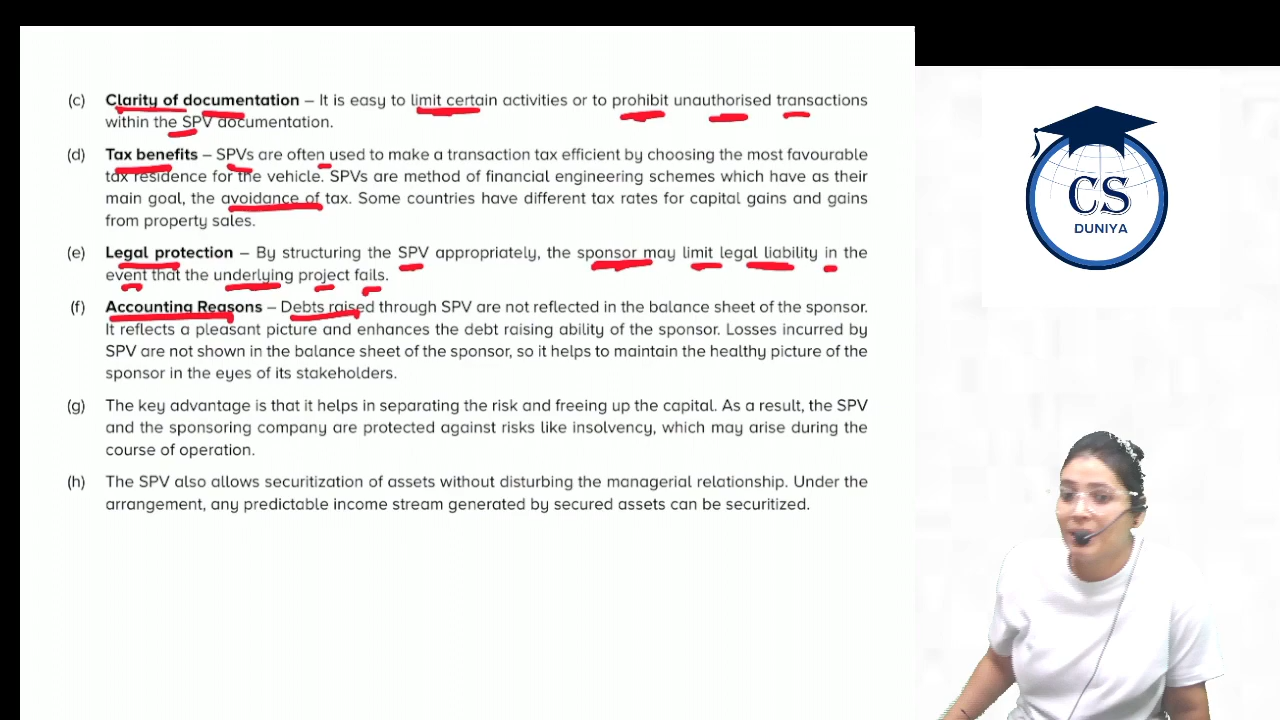 (c) Clarity of documentation – It is easy to limit certain activities or to prohibit unauthorised transactions
within the SPV documentation.
(d) Tax benefits – SPVs are often used to make a transaction tax efficient by choosing the most favourable
tax residence for the vehicle. SPVs are method of financial engineering schemes which have as their
main goal, the avoidance of tax. Some countries have different tax rates for capital gains and gains
from property sales.
(e) Legal protection – By structuring the SPV appropriately, the sponsor may limit legal liability in the
event that the underlying project fails.
(f) Accounting Reasons – Debts raised through SPV are not reflected in the balance sheet of the sponsor.
It reflects a pleasant picture and enhances the debt raising ability of the sponsor. Losses incurred by
SPV are not shown in the balance sheet of the sponsor, so it helps to maintain the healthy picture of the
sponsor in the eyes of its stakeholders.
(g) The key advantage is that it helps in separating the risk and freeing up the capital. As a result, the SPV
and the sponsoring company are protected against risks like insolvency, which may arise during the
course of operation.
(h) The SPV also allows securitization of assets without disturbing the managerial relationship. Under the
arrangement, any predictable income stream generated by secured assets can be securitized.
CS
DUNIYA